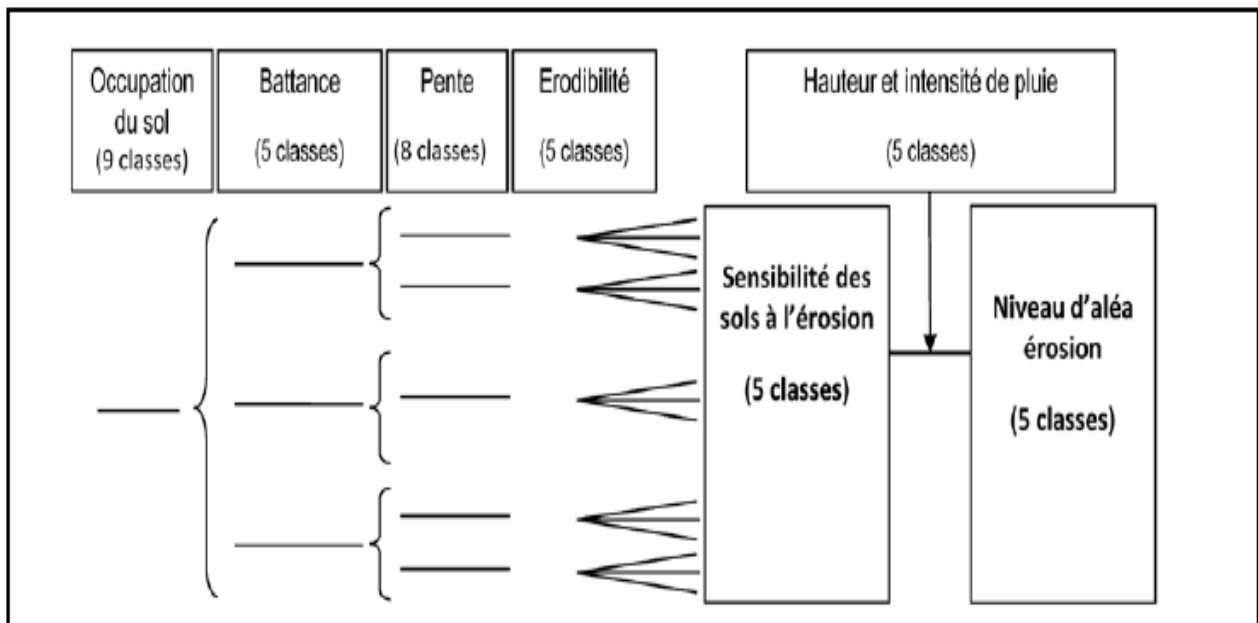 Occupation
du sol
(9 classes)
Battance
(5 classes)
Pente
(8 classes)
Erodibilité
(5 classes)
Hauteur et intensité de pluie
(5 classes)
Sensibilité des
sols à l'érosion
(5 classes)
Niveau d'aléa
érosion
(5 classes)